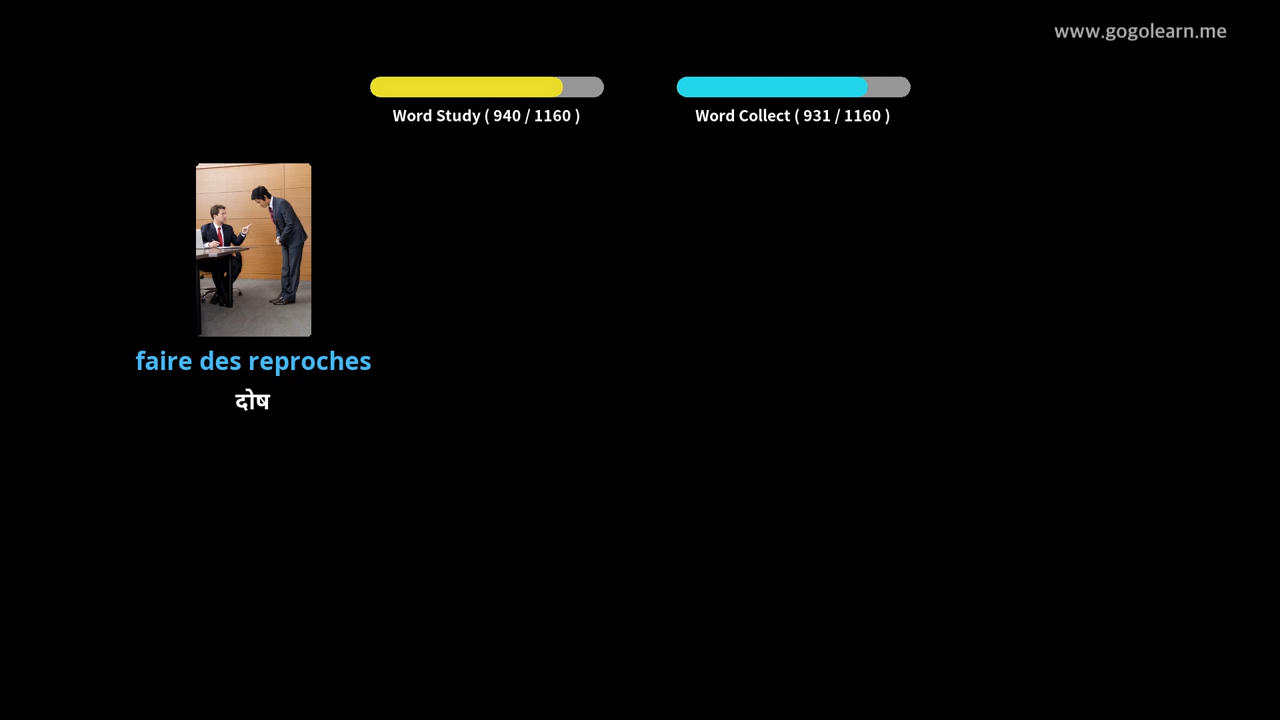 www.gogolearn.me
Word Study ( 940 / 1160 )
Word Collect ( 931 / 1160 )
faire des reproches
दोष